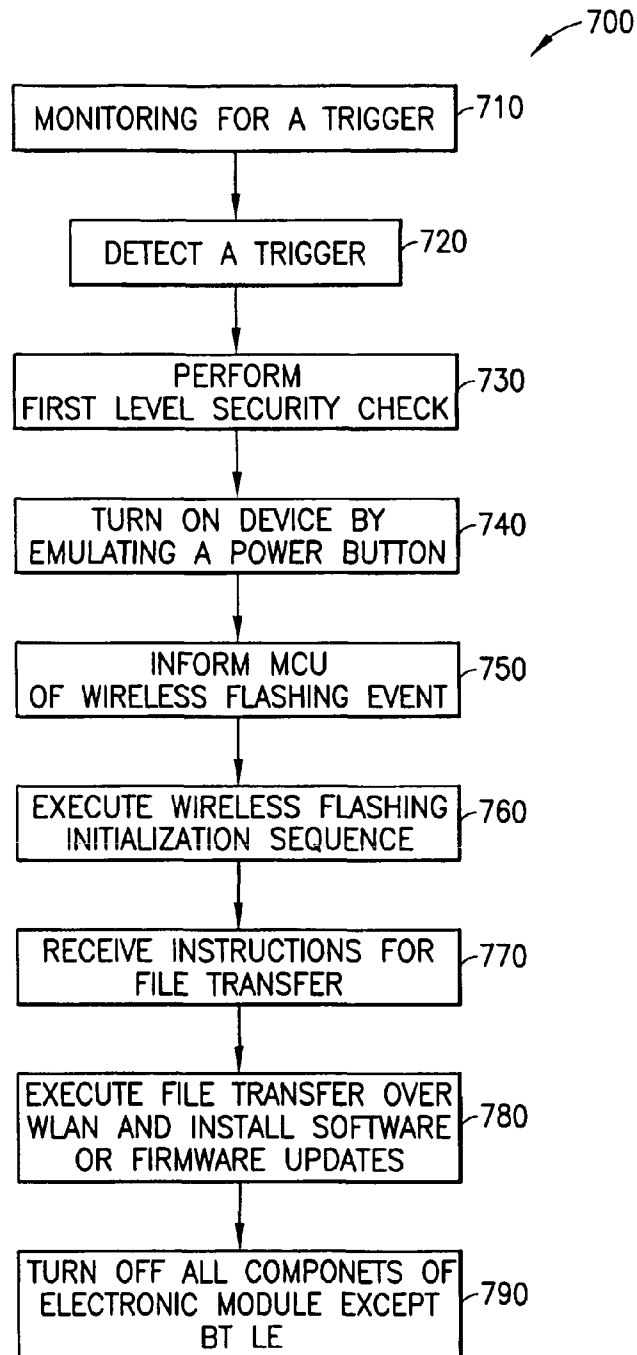 700
MONITORING FOR A TRIGGER
710
DETECT A TRIGGER
720
PERFORM
FIRST LEVEL SECURITY CHECK
730
TURN ON DEVICE BY
EMULATING A POWER BUTTON
740
INFORM MCU
OF WIRELESS FLASHING EVENT
750
EXECUTE WIRELESS FLASHING
INITIALIZATION SEQUENCE
760
RECEIVE INSTRUCTIONS FOR
FILE TRANSFER
770
EXECUTE FILE TRANSFER OVER
WLAN AND INSTALL SOFTWARE
OR FIRMWARE UPDATES
780
TURN OFF ALL COMPONETS OF
ELECTRONIC MODULE EXCEPT
BT LE
790